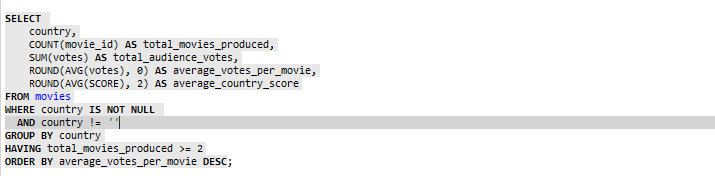 SELECT
    country,
    COUNT(movie_id) AS total_movies_produced,
    SUM(votes) AS total_audience_votes,
    ROUND(AVG(votes), 0) AS average_votes_per_movie,
    ROUND(AVG(SCORE), 2) AS average_country_score
FROM movies
WHERE country IS NOT NULL
  AND country != ''
GROUP BY country
HAVING total_movies_produced >= 2
ORDER BY average_votes_per_movie DESC;